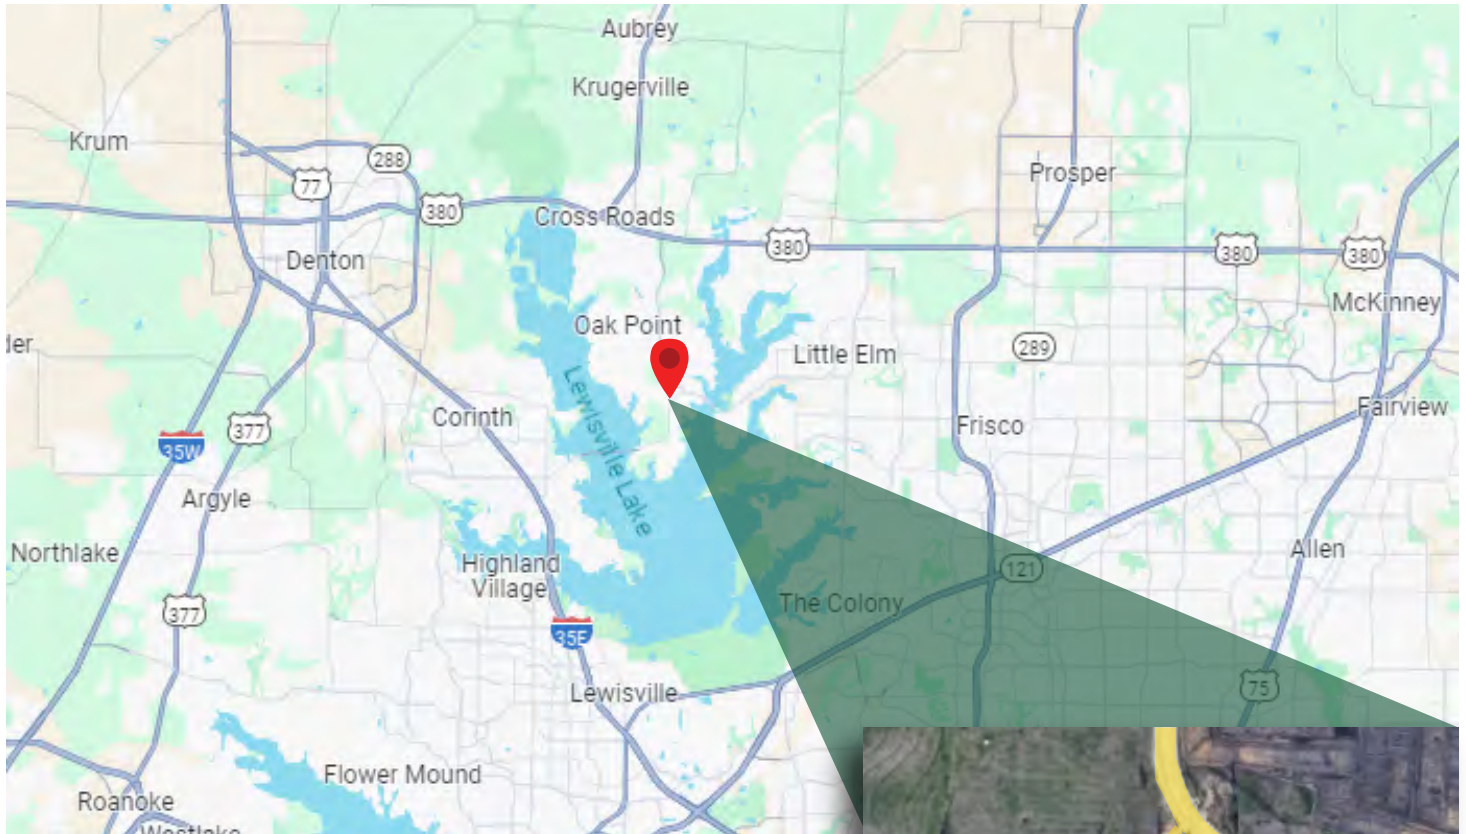 Aubrey
Krugerville
Krum
288
77
Prosper
380
Cross Roads
380
380
380
Denton
McKinney
Oak Point
der
289
Little Elm
Lewisville Lake
Fairview
Corinth
377
Frisco
35W
Argyle
Northlake
Allen
Highland
Village
121
The Colony
377
35E
75
Lewisville
Flower Mound
Roanoke
Westlake